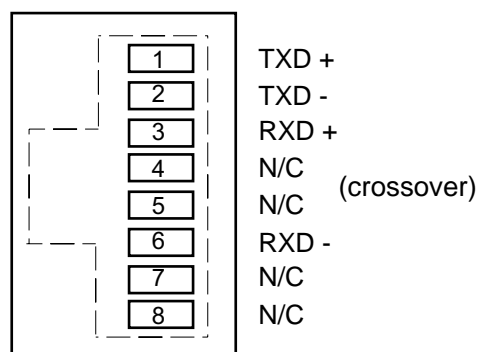 1 TXD +
2 TXD -
3 RXD +
4 N/C
(crossover)
5 N/C
6 RXD -
7 N/C
8 N/C